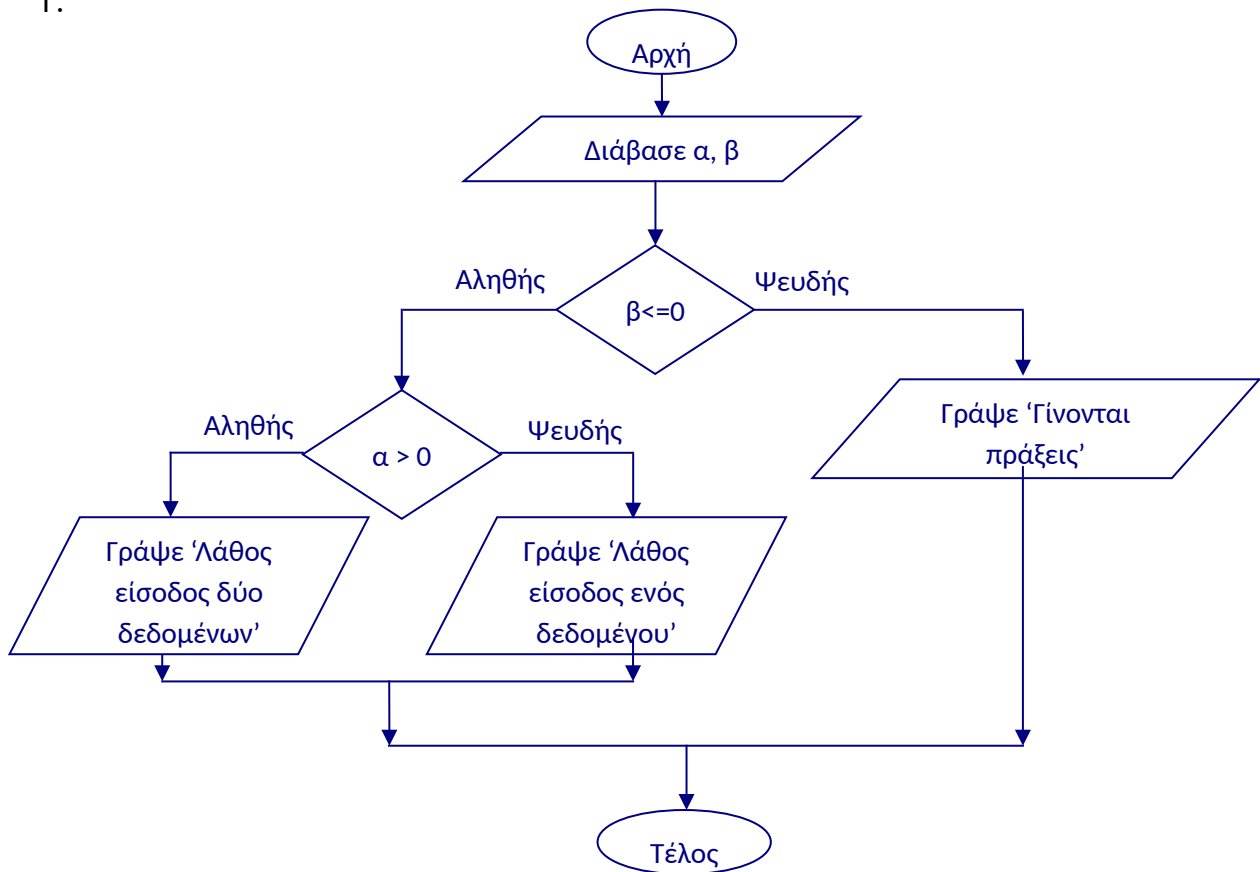 1.
Αρχή
Διάβασε α, β
Αληθής
Ψευδής
β<=0
Αληθής
Ψευδής
α > 0
Γράψε ‘Γίνονται
πράξεις’
Γράψε ‘Λάθος
είσοδος δύο
δεδομένων’
Γράψε ‘Λάθος
είσοδος ενός
δεδομένου’
Τέλος